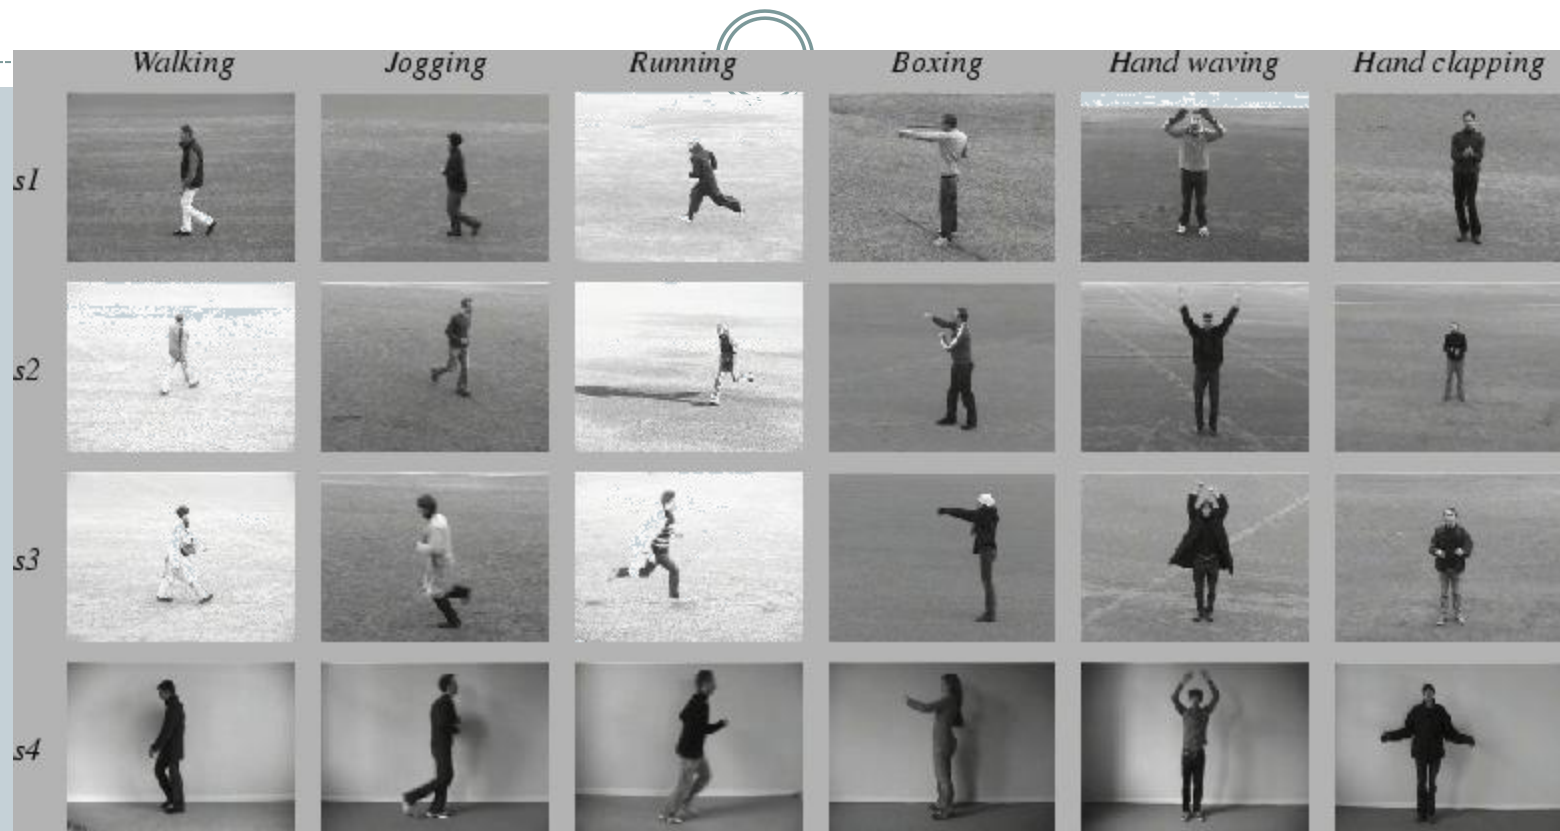 Walking Jogging Running Boxing Hand waving Hand clapping
s1
s2
s3
s4